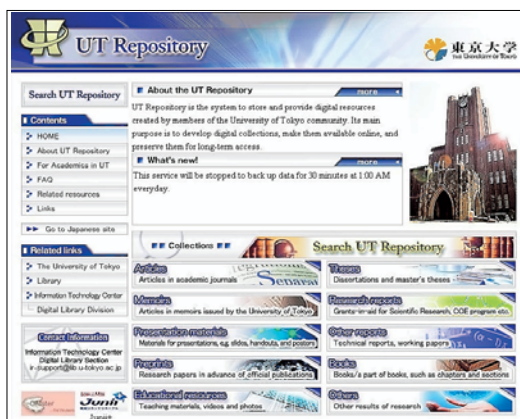 UT Repository
東京大学
THE UNIVERSITY OF TOKYO
Search UT Repository
Contents
HOME
About UT Repository
For Academics in UT
FAQ
Related resources
Links
Go to Japanese site
Related links
The University of Tokyo
Library
Information Technology Center
Digital Library Division
Contact Information
Information Technology Center
Digital Library Section
ir-support@lib.u-tokyo.ac.jp
Junii
About the UT Repository
more
UT Repository is the system to store and provide digital resources
created by members of the University of Tokyo community. Its main
purpose is to develop digital collections, make them available online, and
preserve them for long-term access.
What's new!
more
This service will be stopped to back up data for 30 minutes at 1:00 AM
everyday.
Collections
Search UT Repository
Articles
Articles in academic journals
Theses
Dissertations and master's theses
Memoirs
Articles in memoirs issued by the University of Tokyo
Research reports
Grants-in-aid for Scientific Research, COE program etc.
Presentation materials
Materials for presentations, e.g. slides, handouts, and posters
Other reports
Technical reports, working papers
Preprints
Research papers in advance of official publications
Books
Books/a part of books, such as chapters and sections
Educational resources
Teaching materials, videos and photos
Others
Other results of research